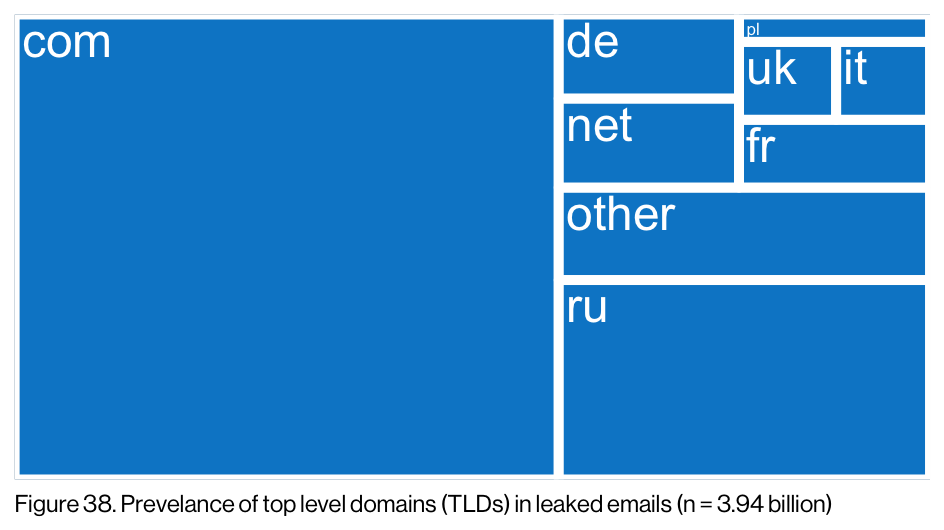 com
de
pl
uk
it
net
fr
other
ru
Figure 38. Prevelance of top level domains (TLDs) in leaked emails (n = 3.94 billion)